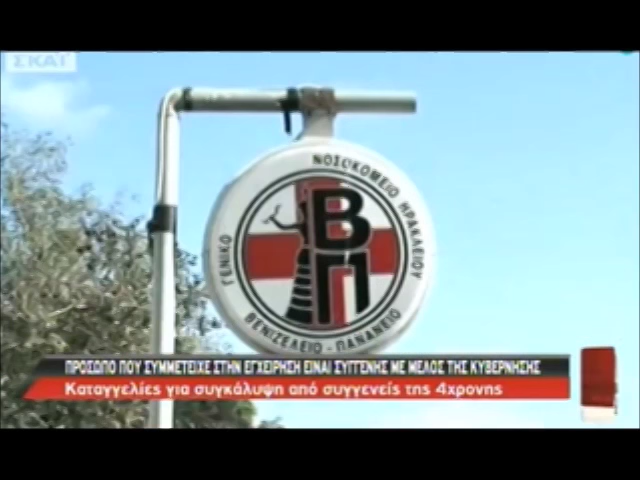 ΣΚΑΪ
ΓΕΝΙΚΟ ΝΟΣΟΚΟΜΕΙΟ ΗΡΑΚΛΕΙΟΥ
ΒΠ
ΒΕΝΙΖΕΛΕΙΟ - ΠΑΝΑΝΕΙΟ
ΠΡΟΣΩΠΟ ΠΟΥ ΣΥΜΜΕΤΕΙΧΕ ΣΤΗΝ ΕΓΧΕΙΡΗΣΗ ΕΙΝΑΙ ΣΥΓΓΕΝΗΣ ΜΕ ΜΕΛΟΣ ΤΗΣ ΚΥΒΕΡΝΗΣΗΣ
Καταγγελίες για συγκάλυψη από συγγενείς της 4χρονης